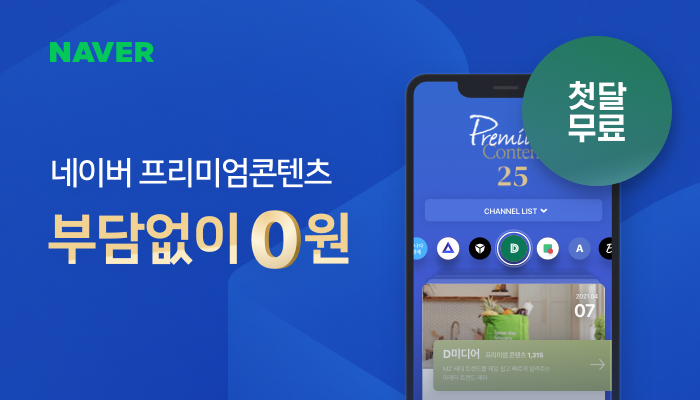 NAVER
네이버 프리미엄콘텐츠
부담없이 0원
첫달
무료
Premi
Conten
25
CHANNEL LIST
D
A
2021.04
07
D미디어 프리미엄 콘텐츠 1,315